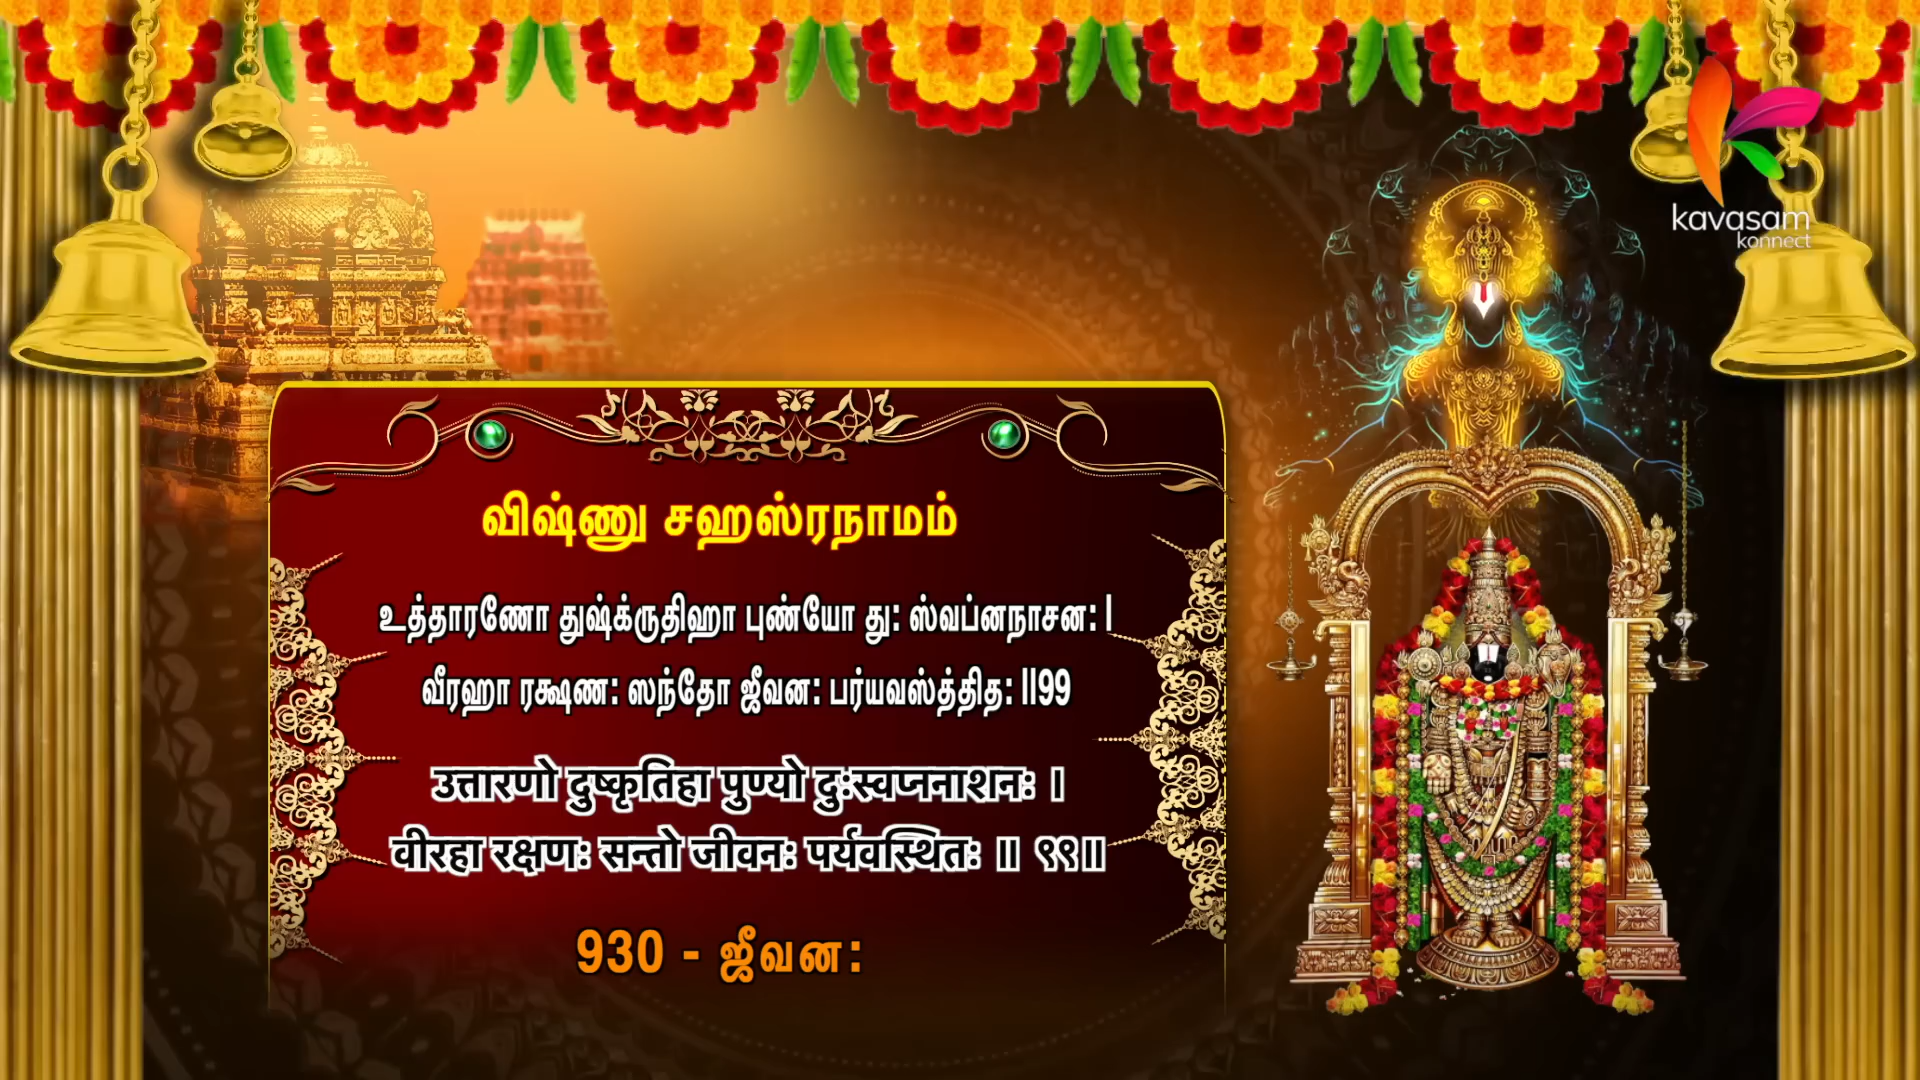 kavasam
konnect
விஷ்ணு சஹஸ்ரநாமம்
உத்தாரணோ துஷ்க்ருதிஹா புண்யோ து: ஸ்வப்னநாசன: l
வீரஹா ரக்ஷண: ஸந்தோ ஜீவன: பர்யவஸ்த்தித: ll99
उत्तारणो दुष्कृतिहा पुण्यो दुःस्वप्ननाशनः ।
वीरहा रक्षणः सन्तो जीवनः पर्यवस्थितः ॥ ९९॥
930 - ஜீவன: